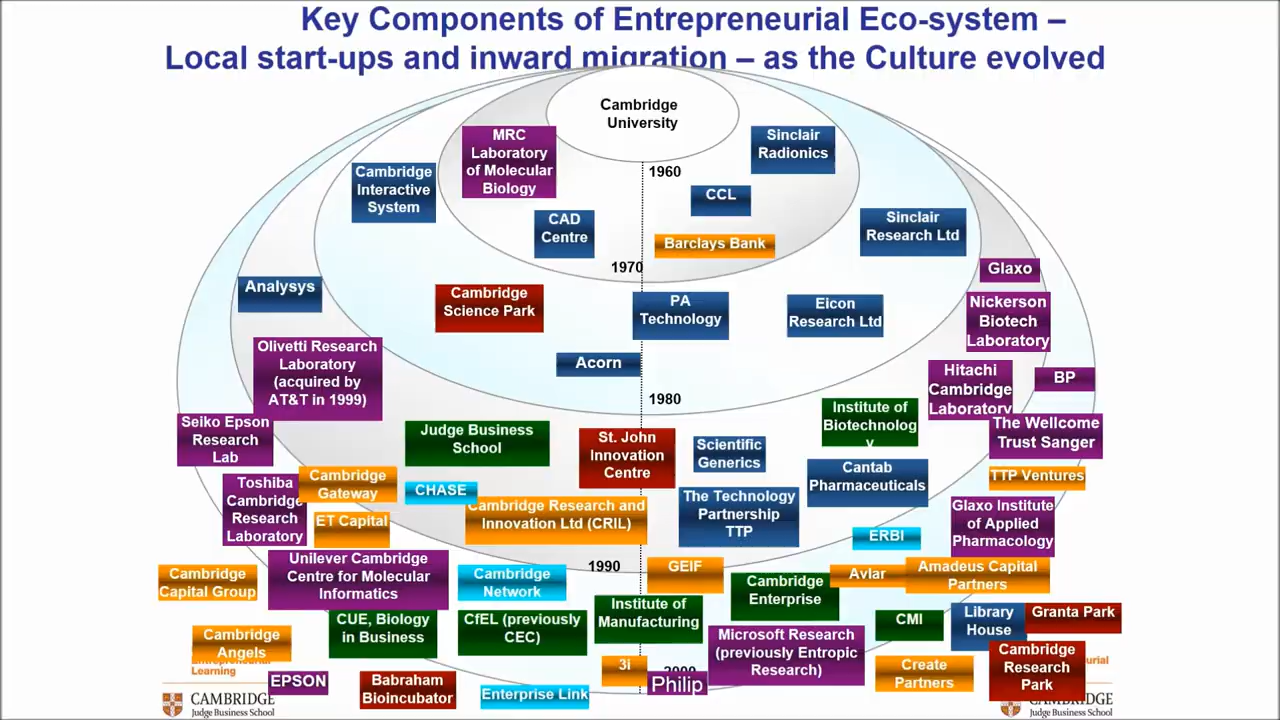 Key Components of Entrepreneurial Eco-system –
Local start-ups and inward migration – as the Culture evolved
Cambridge
University
MRC
Laboratory
of Molecular
Biology
Sinclair
Radionics
1960
Cambridge
Interactive
System
CCL
CAD
Centre
Barclays Bank
Sinclair
Research Ltd
1970
Glaxo
Analysys
Cambridge
Science Park
PA
Technology
Eicon
Research Ltd
Nickerson
Biotech
Laboratory
Olivetti Research
Laboratory
(acquired by
AT&T in 1999)
Acorn
Hitachi
Cambridge
Laboratory
BP
1980
Seiko Epson
Research
Lab
Judge Business
School
St. John
Innovation
Centre
Scientific
Generics
Institute of
Biotechnolog
y
The Wellcome
Trust Sanger
Toshiba
Cambridge
Research
Laboratory
Cambridge
Gateway
CHASE
Cantab
Pharmaceuticals
TTP Ventures
ET Capital
Cambridge Research and
Innovation Ltd (CRIL)
The Technology
Partnership
TTP
Glaxo Institute
of Applied
Pharmacology
ERBI
Unilever Cambridge
Centre for Molecular
Informatics
1990
GEIF
Avlar
Amadeus Capital
Partners
Cambridge
Capital Group
Cambridge
Network
Cambridge
Enterprise
CUE, Biology
in Business
CfEL (previously
CEC)
Institute of
Manufacturing
CMI
Library
House
Granta Park
Cambridge
Angels
Microsoft Research
(previously Entropic
Research)
Cambridge
Research
Park
Create
Partners
3i
2000
Philip
EPSON
Babraham
Bioincubator
Enterprise Link
Learning
CAMBRIDGE
Judge Business School
CAMBRIDGE
Judge Business School